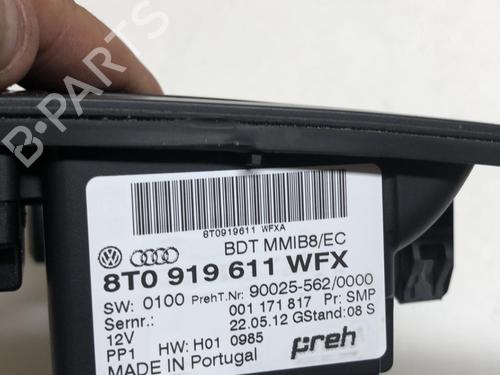 B-PARTS
8T0919611 WFXA
BDT MMIB8/EC
8T0 919 611 WFX
SW: 0100 PrehT.Nr: 90025-562/0000
Sernr.: 001 171 817 Pr: SMP
12V 22.05.12 GStand: 08 S
PP1 HW: H01 0985
MADE IN Portugal preh